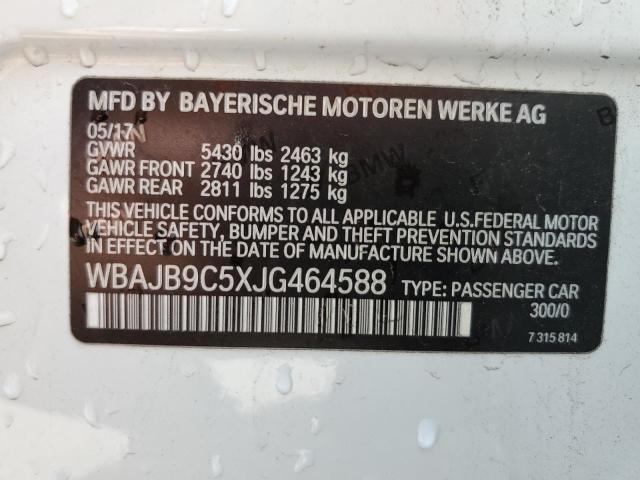 MFD BY BAYERISCHE MOTOREN WERKE AG
05/17
GVWR 5430 lbs 2463 kg
GAWR FRONT 2740 lbs 1243 kg
GAWR REAR 2811 lbs 1275 kg
THIS VEHICLE CONFORMS TO ALL APPLICABLE U.S.FEDERAL MOTOR
VEHICLE SAFETY, BUMPER AND THEFT PREVENTION STANDARDS
IN EFFECT ON THE DATE OF MANUFACTURE SHOWN ABOVE.
WBAJB9C5XJG464588 TYPE: PASSENGER CAR
300/0
7 315 814
BMW